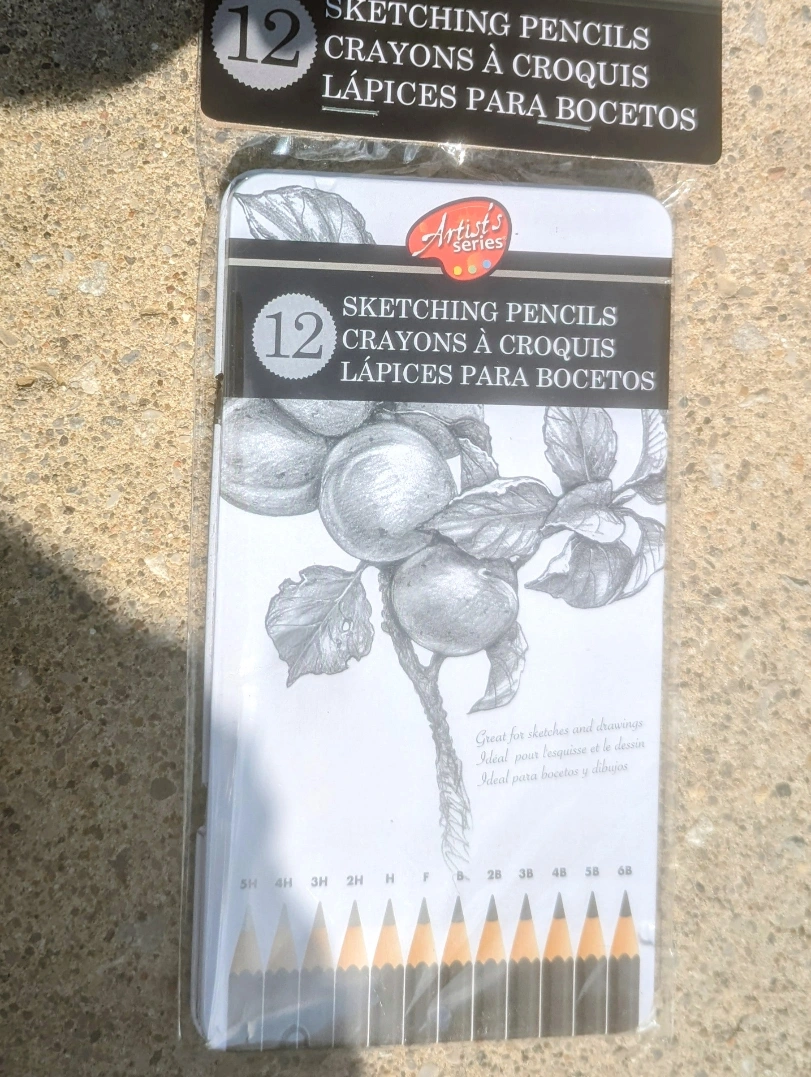 12
SKETCHING PENCILS
CRAYONS À CROQUIS
LÁPICES PARA BOCETOS
Artist's
series
12
SKETCHING PENCILS
CRAYONS À CROQUIS
LÁPICES PARA BOCETOS
Great for sketches and drawings
Idéal pour l'esquisse et le dessin
Ideal para bocetos y dibujos
5H 4H 3H 2H H F B 2B 3B 4B 5B 6B